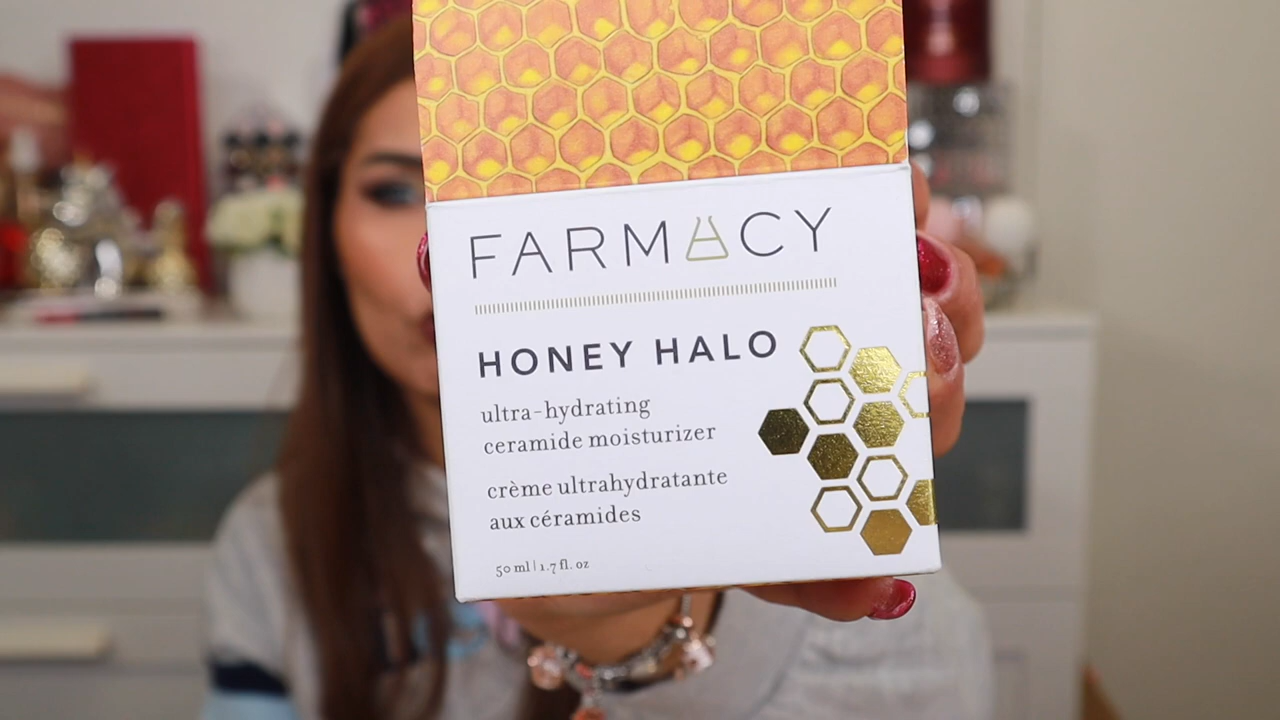 FARMACY
HONEY HALO
ultra-hydrating
ceramide moisturizer
crème ultrahydratante
aux céramides
50 ml | 1.7 fl. oz